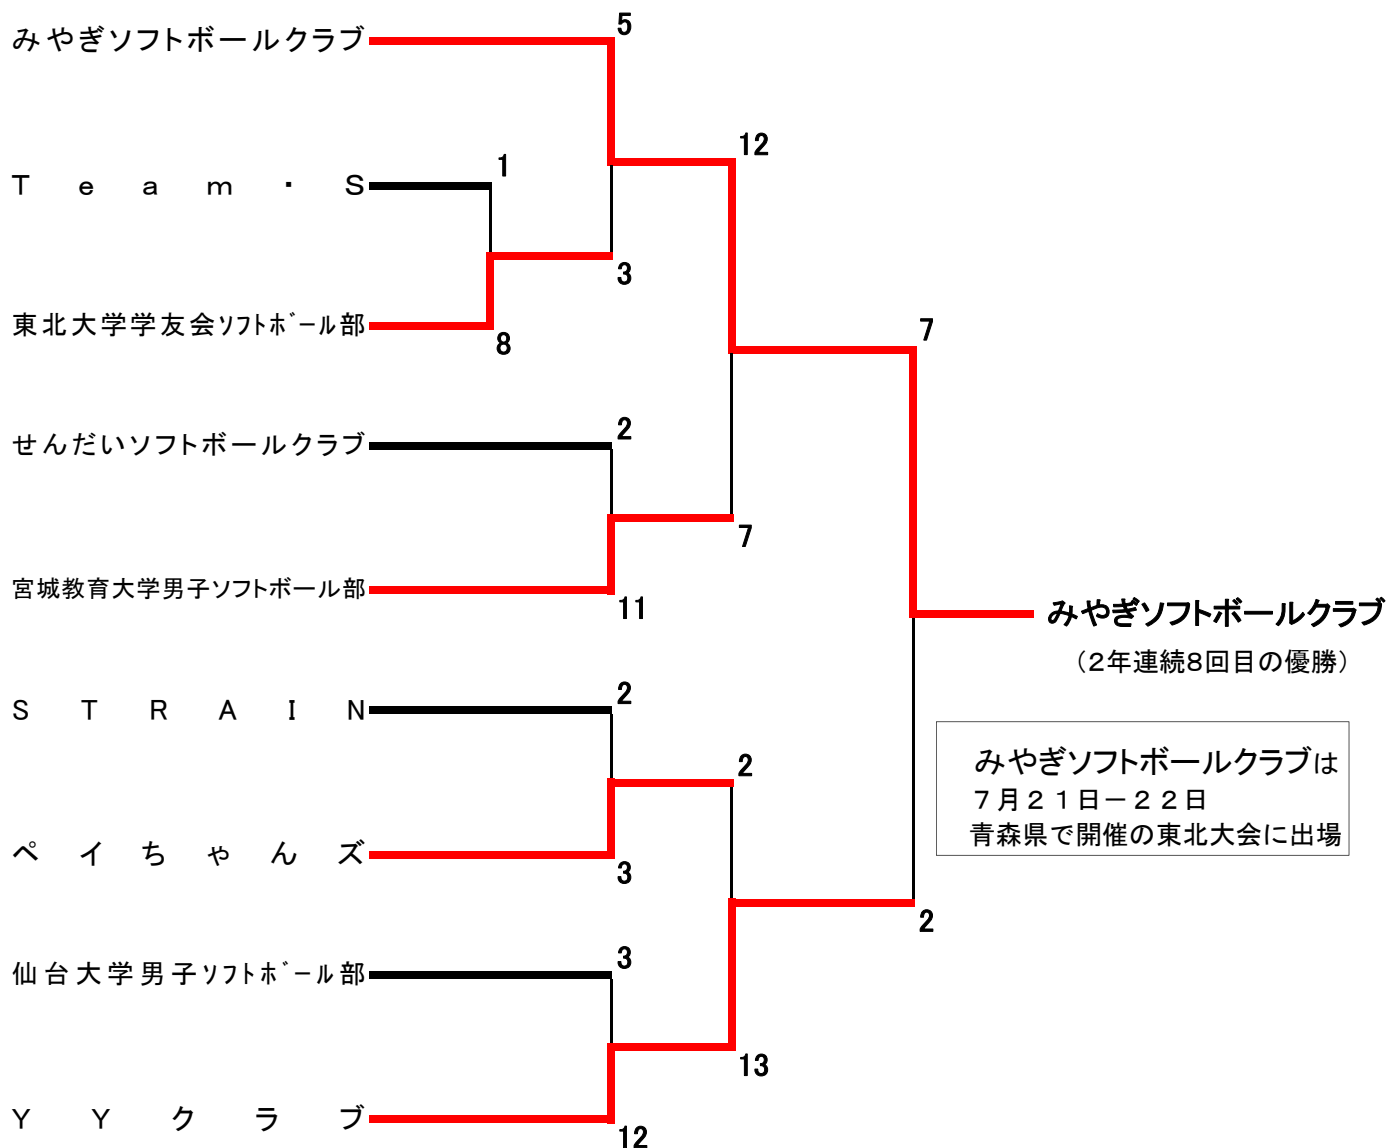 みやぎソフトボールクラブ
5
12
Ｔｅａｍ・Ｓ
1
3
東北大学学友会ｿﾌﾄﾎﾞｰﾙ部
8
7
せんだいソフトボールクラブ
2
7
宮城教育大学男子ソフトボール部
11
みやぎソフトボールクラブ
（２年連続８回目の優勝）
ＳＴＲＡＩＮ
2
2
みやぎソフトボールクラブは
７月２１日－２２日
青森県で開催の東北大会に出場
ペイちゃんズ
3
2
仙台大学男子ｿﾌﾄﾎﾞｰﾙ部
3
13
ＹＹクラブ
12